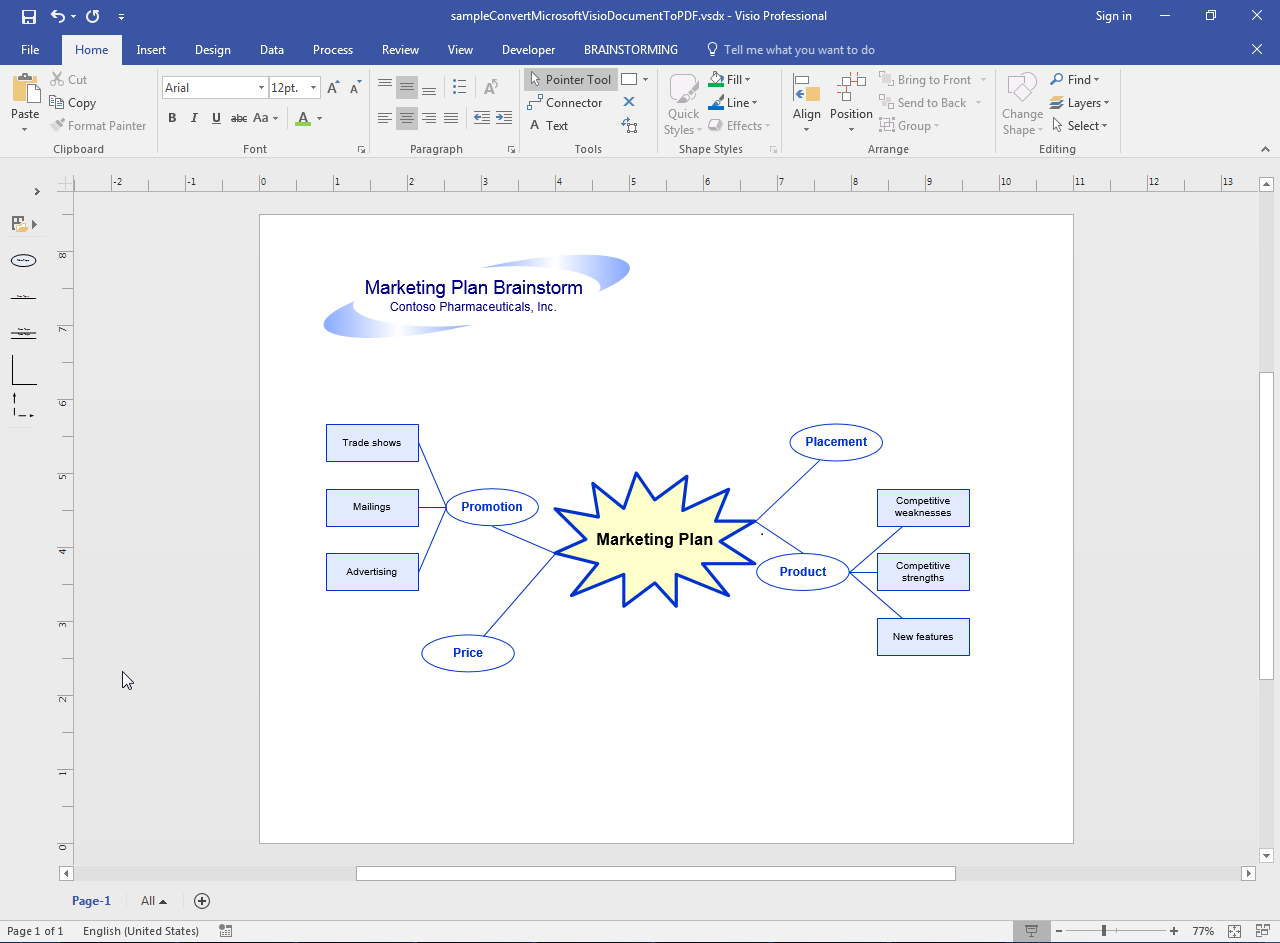 sampleConvertMicrosoftVisioDocumentToPDF.vsdx - Visio Professional
Sign in
File Home Insert Design Data Process Review View Developer BRAINSTORMING Tell me what you want to do
Paste
Cut
Copy
Format Painter
Clipboard
Arial 12pt. A A
B I U abc Aa A
Font
Paragraph
Pointer Tool
Connector
A Text
Tools
Quick Styles
Fill
Line
Effects
Shape Styles
Align
Position
Bring to Front
Send to Back
Group
Arrange
Change Shape
Find
Layers
Select
Editing
-2 -1 0 1 2 3 4 5 6 7 8 9 10 11 12 13
8
7
6
5
4
3
2
1
0
Marketing Plan Brainstorm
Contoso Pharmaceuticals, Inc.
Trade shows
Mailings
Advertising
Promotion
Price
Marketing Plan
Placement
Product
Competitive
weaknesses
Competitive
strengths
New features
Page-1 All
Page 1 of 1 English (United States) 77%